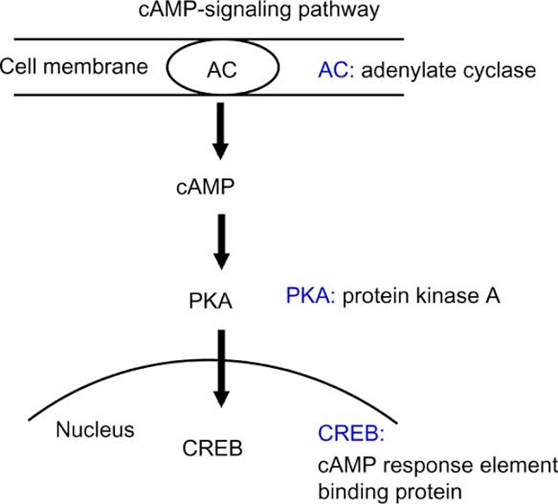 cAMP-signaling pathway
Cell membrane
AC
AC: adenylate cyclase
cAMP
PKA
PKA: protein kinase A
Nucleus
CREB
CREB:
cAMP response element
binding protein